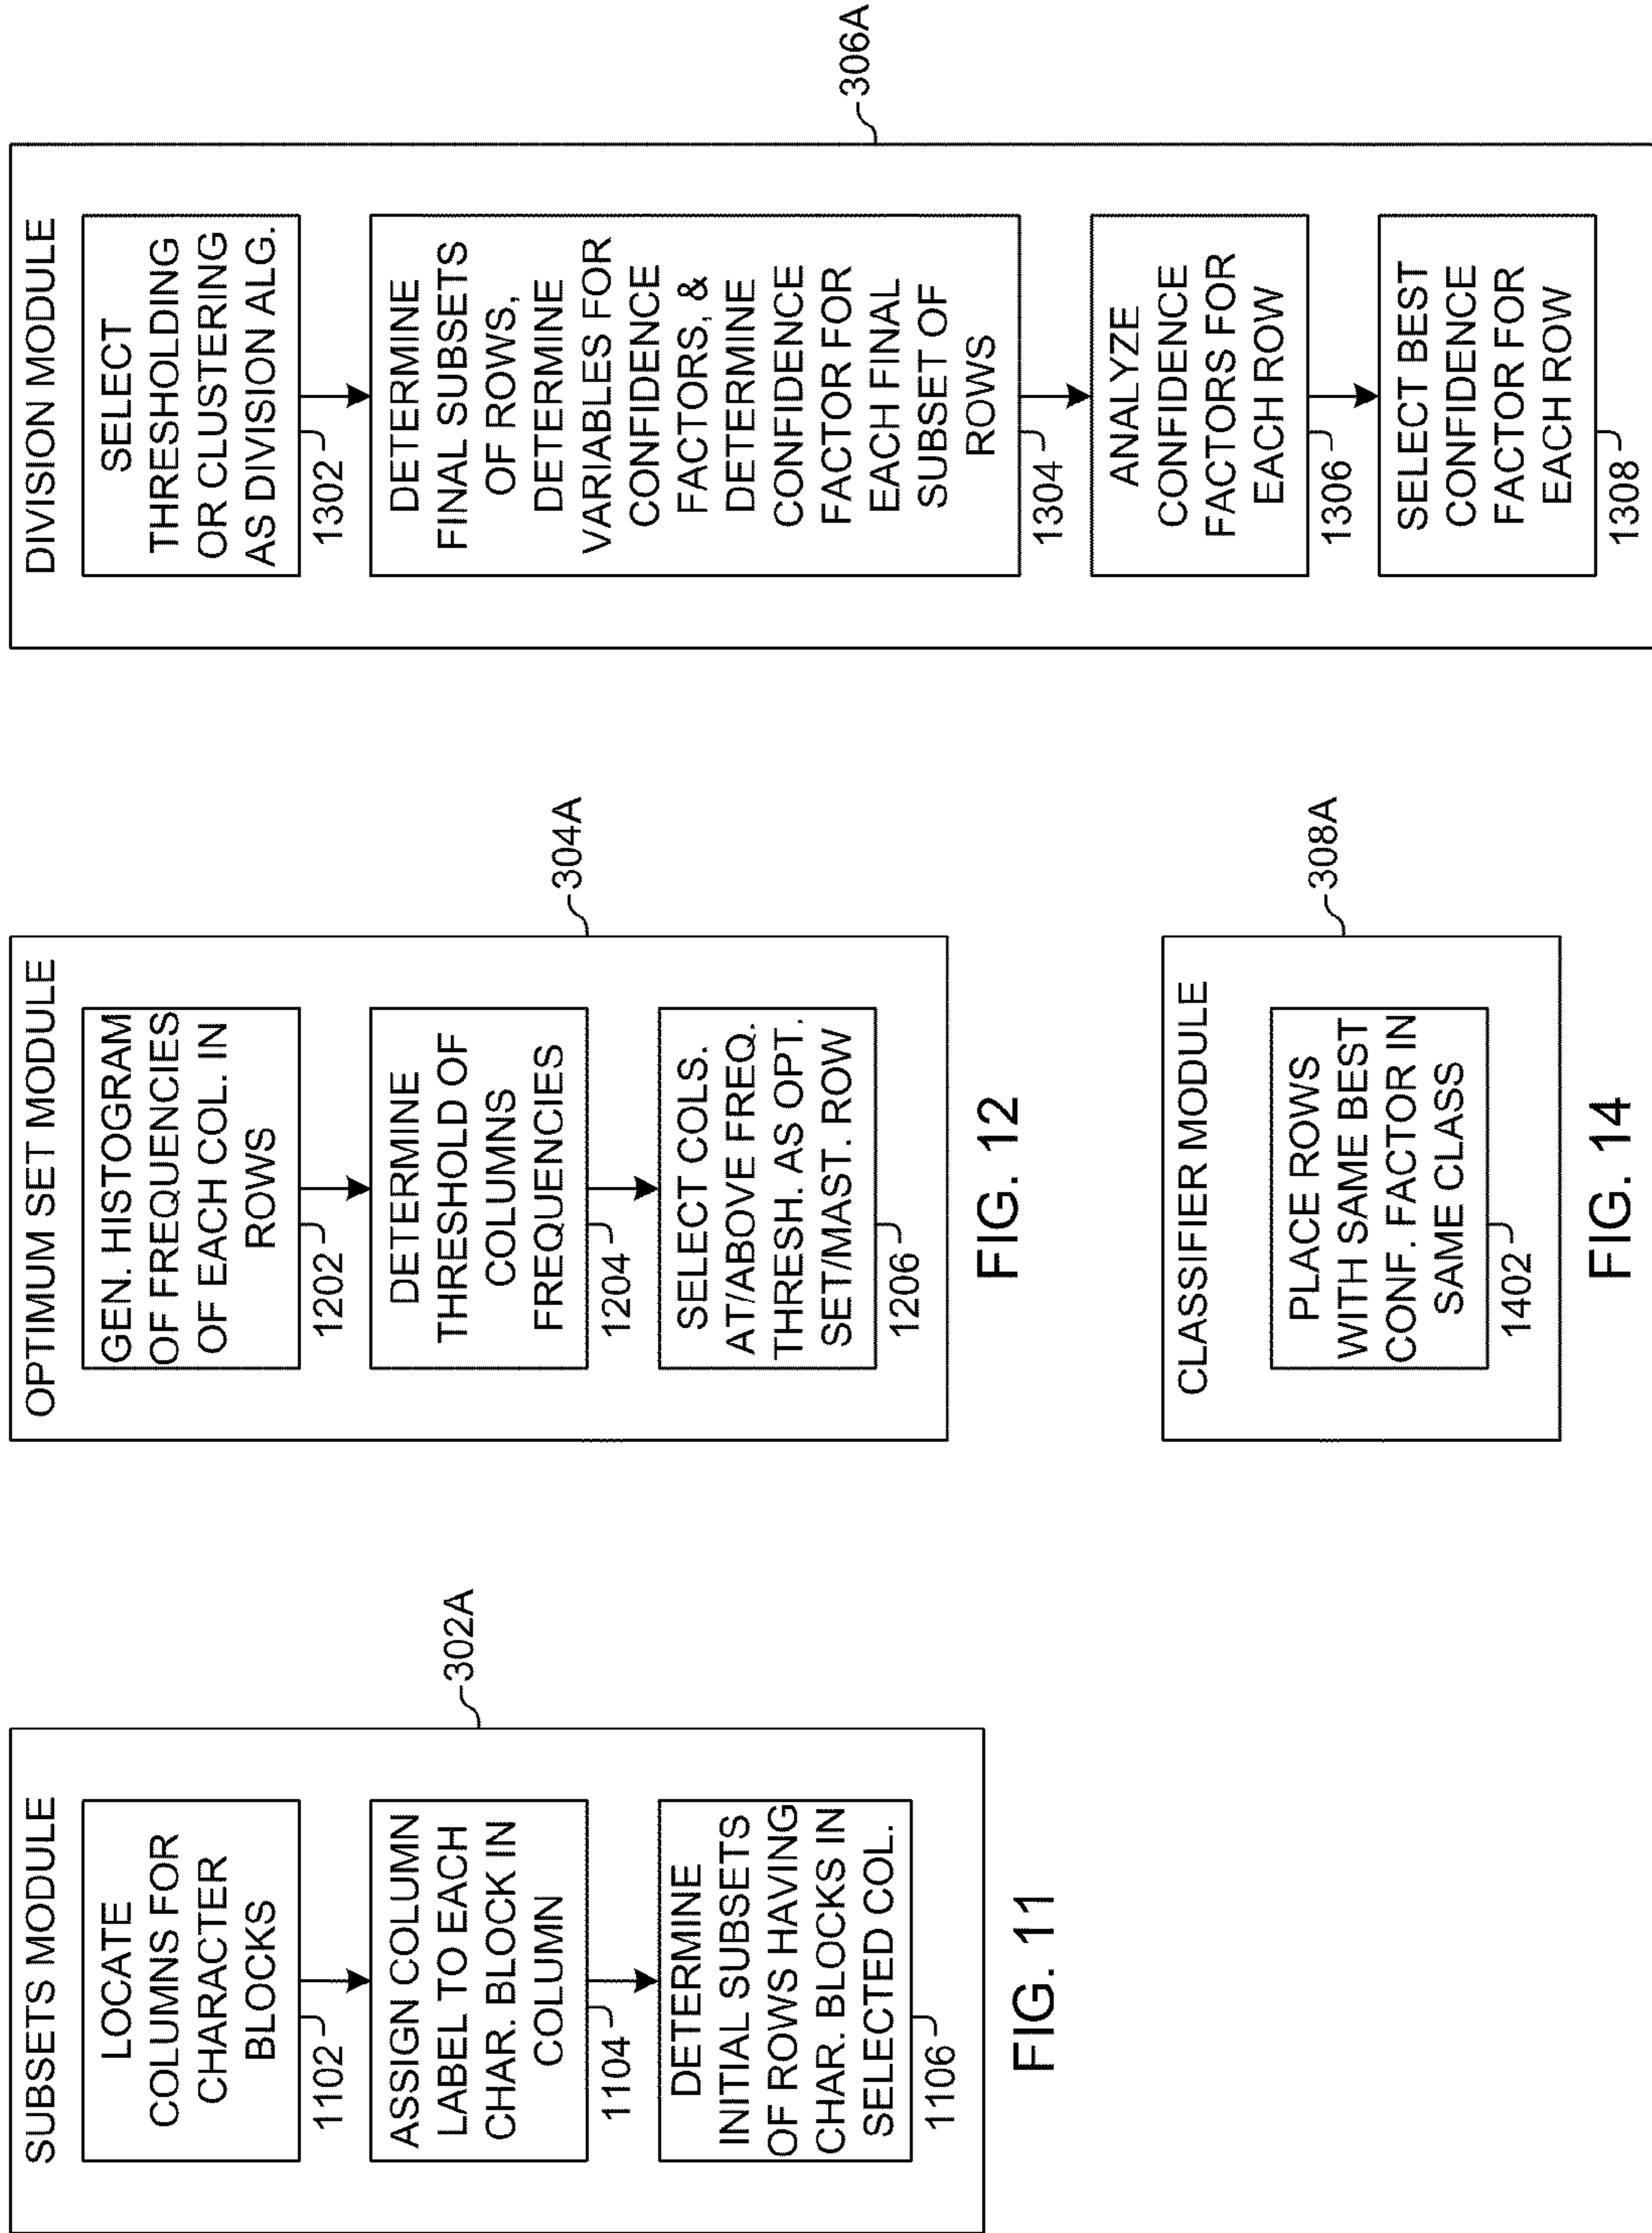 SUBSETS MODULE
LOCATE
COLUMNS FOR
CHARACTER
BLOCKS
1102
ASSIGN COLUMN
LABEL TO EACH
CHAR. BLOCK IN
COLUMN
1104
DETERMINE
INITIAL SUBSETS
OF ROWS HAVING
CHAR. BLOCKS IN
SELECTED COL.
1106
302A
FIG. 11
OPTIMUM SET MODULE
GEN. HISTOGRAM
OF FREQUENCIES
OF EACH COL. IN
ROWS
1202
DETERMINE
THRESHOLD OF
COLUMNS
FREQUENCIES
1204
SELECT COLS.
AT/ABOVE FREQ.
THRESH. AS OPT.
SET/MAST. ROW
1206
304A
FIG. 12
CLASSIFIER MODULE
PLACE ROWS
WITH SAME BEST
CONF. FACTOR IN
SAME CLASS
1402
308A
FIG. 14
DIVISION MODULE
SELECT
THRESHOLDING
OR CLUSTERING
AS DIVISION ALG.
1302
DETERMINE
FINAL SUBSETS
OF ROWS,
DETERMINE
VARIABLES FOR
CONFIDENCE
FACTORS, &
DETERMINE
CONFIDENCE
FACTOR FOR
EACH FINAL
SUBSET OF
ROWS
1304
ANALYZE
CONFIDENCE
FACTORS FOR
EACH ROW
1306
SELECT BEST
CONFIDENCE
FACTOR FOR
EACH ROW
1308
306A